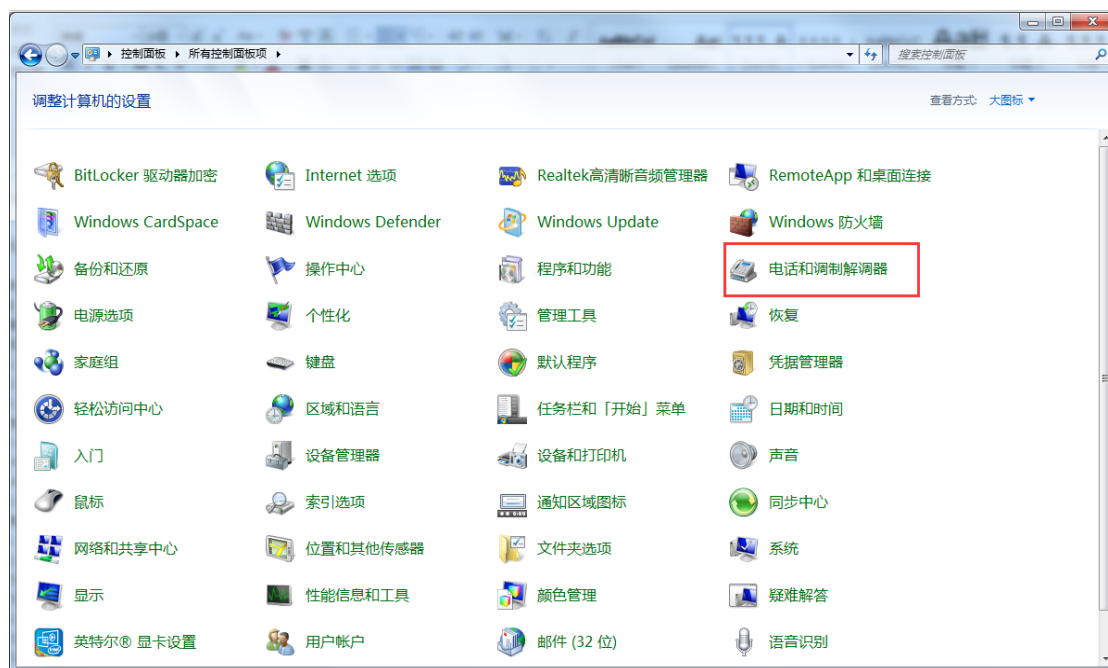 控制面板 ▸ 所有控制面板项 ▸
搜索控制面板
调整计算机的设置
查看方式: 大图标
BitLocker 驱动器加密 Internet 选项 Realtek高清晰音频管理器 RemoteApp 和桌面连接
Windows CardSpace Windows Defender Windows Update Windows 防火墙
备份和还原 操作中心 程序和功能 电话和调制解调器
电源选项 个性化 管理工具 恢复
家庭组 键盘 默认程序 凭据管理器
轻松访问中心 区域和语言 任务栏和「开始」菜单 日期和时间
入门 设备管理器 设备和打印机 声音
鼠标 索引选项 通知区域图标 同步中心
网络和共享中心 位置和其他传感器 文件夹选项 系统
显示 性能信息和工具 颜色管理 疑难解答
英特尔® 显卡设置 用户帐户 邮件 (32 位) 语音识别